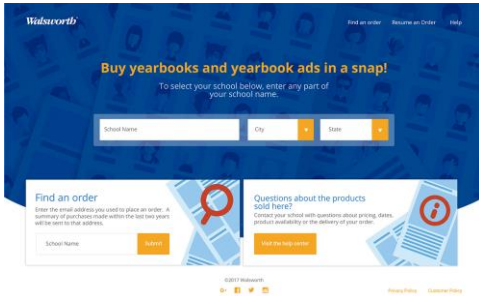 Walsworth
Find an order Resume an Order Help
Buy yearbooks and yearbook ads in a snap!
To select your school below, enter any part of
your school name.
School Name City State
Find an order
Enter the email address you used to place an order. A
summary of purchases made within the last two years
will be sent to that address.
School Name Submit
Questions about the products
sold here?
Contact your school with questions about pricing, dates,
product availability or the delivery of your order.
Visit the help center
©2017 Walsworth
Privacy Policy Customer Policy